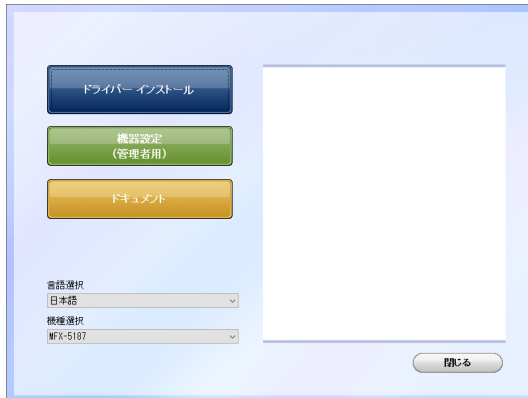 ドライバー インストール
機器設定
(管理者用)
ドキュメント
言語選択
日本語
機種選択
MFX-5187
閉じる